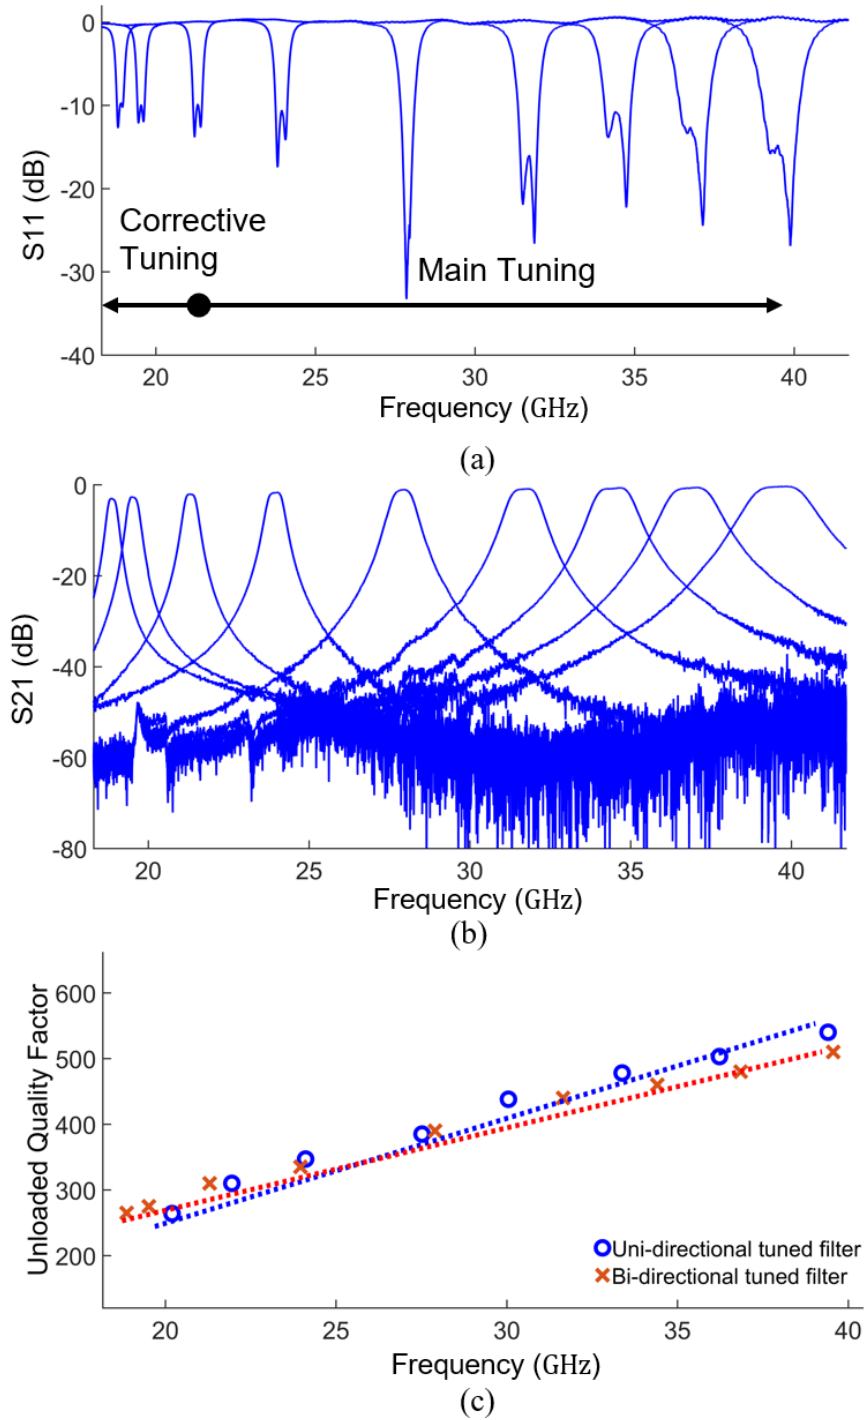 0
-10
-20
-30
-40
S11 (dB)
Corrective
Tuning
Main Tuning
20 25 30 35 40
Frequency (GHz)
(a)
0
-20
-40
-60
-80
S21 (dB)
20 25 30 35 40
Frequency (GHz)
(b)
600
500
400
300
200
Unloaded Quality Factor
Uni-directional tuned filter
Bi-directional tuned filter
20 25 30 35 40
Frequency (GHz)
(c)